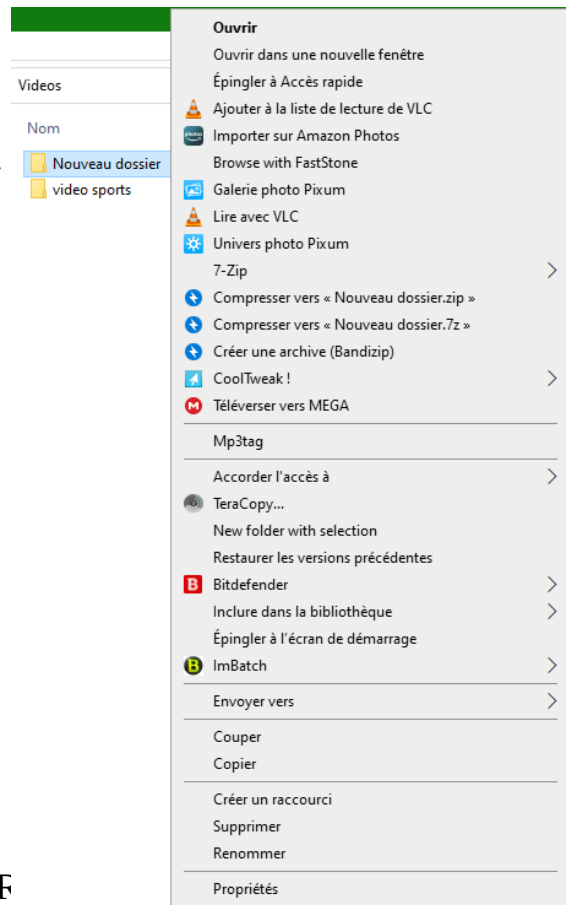 Videos
Nom
Nouveau dossier
video sports
Ouvrir
Ouvrir dans une nouvelle fenêtre
Épingler à Accès rapide
Ajouter à la liste de lecture de VLC
photos
Importer sur Amazon Photos
Browse with FastStone
Galerie photo Pixum
Lire avec VLC
Univers photo Pixum
7-Zip
Compresser vers « Nouveau dossier.zip »
Compresser vers « Nouveau dossier.7z »
Créer une archive (Bandizip)
CoolTweak !
M
Téléverser vers MEGA
Mp3tag
Accorder l'accès à
TeraCopy...
New folder with selection
Restaurer les versions précédentes
B
Bitdefender
Inclure dans la bibliothèque
Épingler à l'écran de démarrage
B
ImBatch
Envoyer vers
Couper
Copier
Créer un raccourci
Supprimer
Renommer
Propriétés